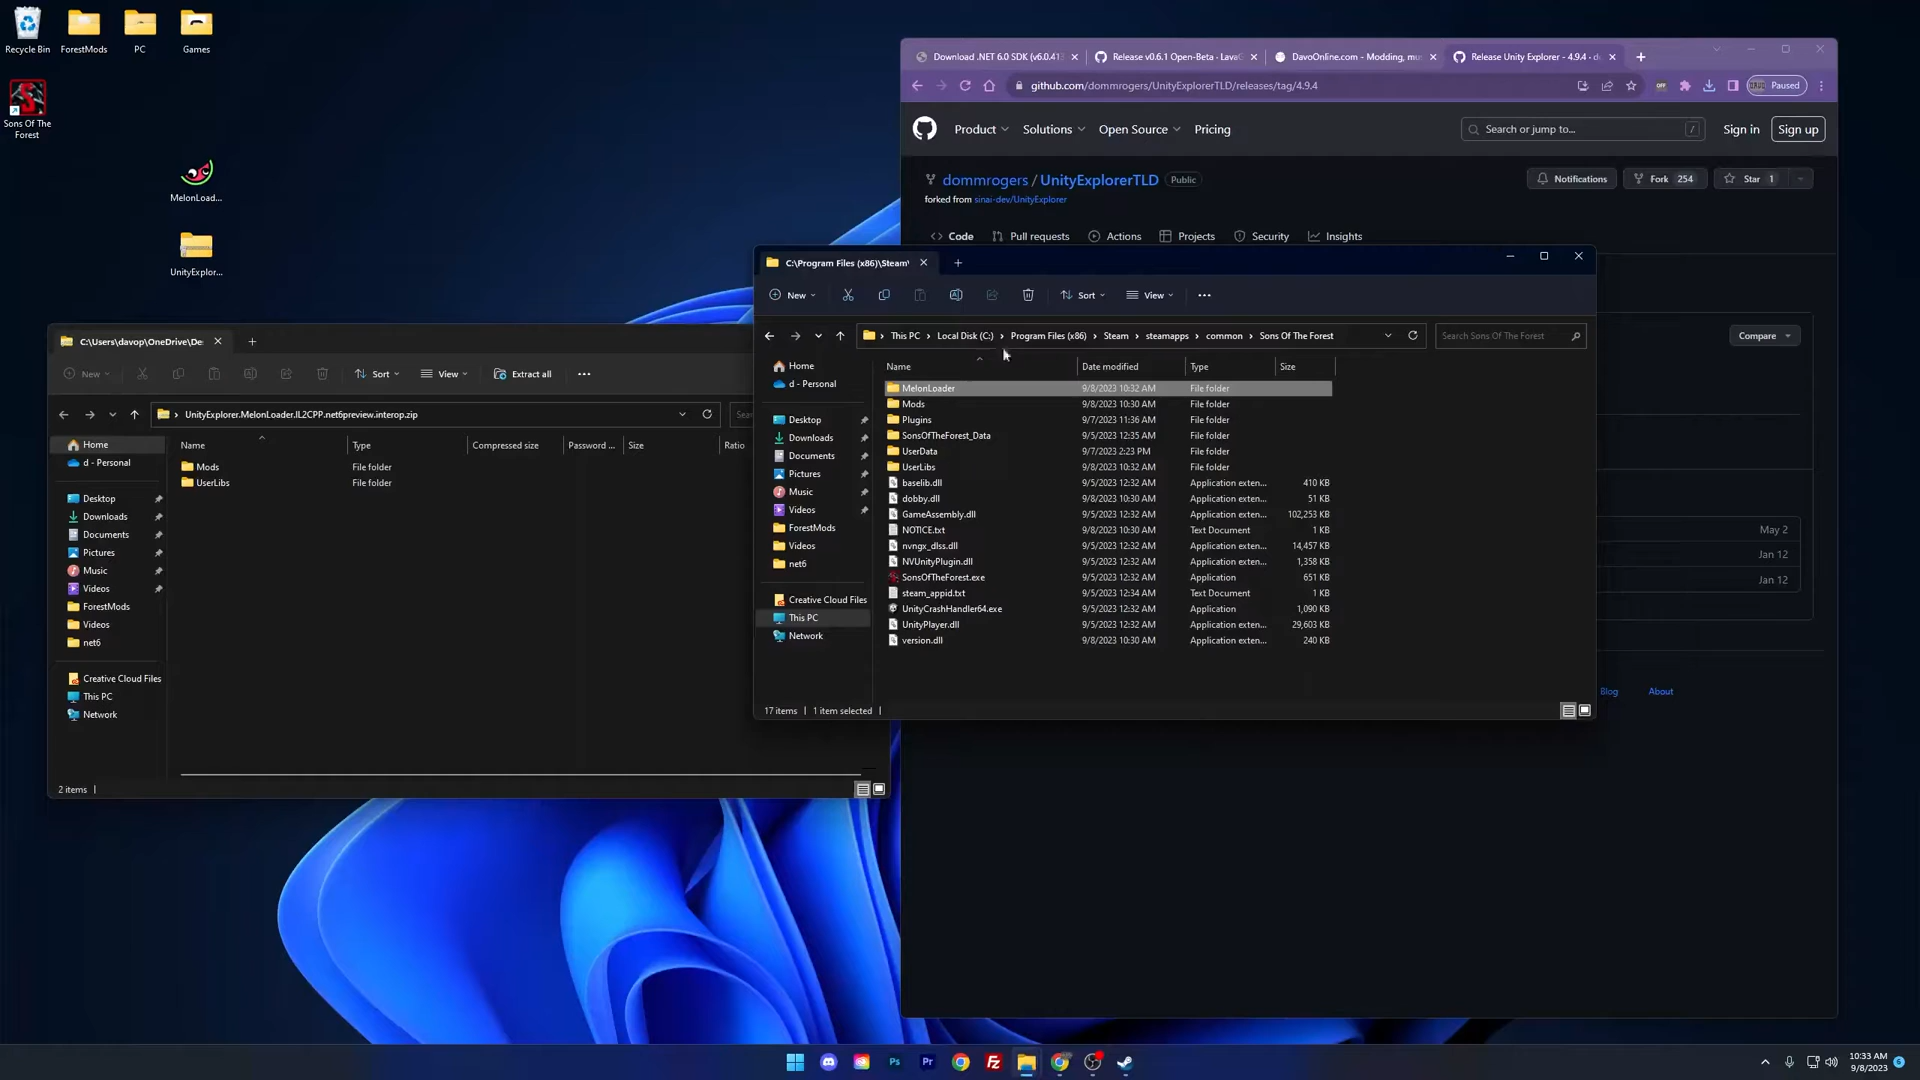 Recycle Bin
ForestMods
PC
Games
Sons Of The
Forest
MelonLoad...
UnityExplor...
Download .NET 6.0 SDK (v6.0.413
Release v0.6.1 Open-Beta · LavaG
DavoOnline.com - Modding, mus
Release Unity Explorer - 4.9.4 · do
github.com/dommrogers/UnityExplorerTLD/releases/tag/4.9.4
OFF
Paused
Product
Solutions
Open Source
Pricing
Search or jump to...
/
Sign in
Sign up
dommrogers / UnityExplorerTLD
Public
forked from sinai-dev/UnityExplorer
Notifications
Fork 254
Star 1
Code
Pull requests
Actions
Projects
Security
Insights
Compare
May 2
Jan 12
Jan 12
Blog
About
C:\Program Files (x86)\Steam\
New
Sort
View
This PC
Local Disk (C:)
Program Files (x86)
Steam
steamapps
common
Sons Of The Forest
Search Sons Of The Forest
Home
d - Personal
Desktop
Downloads
Documents
Pictures
Music
Videos
ForestMods
Videos
net6
Creative Cloud Files
This PC
Network
Name Date modified Type Size
MelonLoader 9/8/2023 10:32 AM File folder
Mods 9/8/2023 10:30 AM File folder
Plugins 9/7/2023 11:36 AM File folder
SonsOfTheForest_Data 9/5/2023 12:35 AM File folder
UserData 9/7/2023 2:23 PM File folder
UserLibs 9/8/2023 10:32 AM File folder
baselib.dll 9/5/2023 12:32 AM Application exten... 410 KB
dobby.dll 9/8/2023 10:30 AM Application exten... 51 KB
GameAssembly.dll 9/5/2023 12:32 AM Application exten... 102,253 KB
NOTICE.txt 9/8/2023 10:30 AM Text Document 1 KB
nvngx_dlss.dll 9/5/2023 12:32 AM Application exten... 14,457 KB
NVUnityPlugin.dll 9/5/2023 12:32 AM Application exten... 1,358 KB
SonsOfTheForest.exe 9/5/2023 12:32 AM Application 651 KB
steam_appid.txt 9/5/2023 12:34 AM Text Document 1 KB
UnityCrashHandler64.exe 9/5/2023 12:32 AM Application 1,090 KB
UnityPlayer.dll 9/5/2023 12:32 AM Application exten... 29,603 KB
version.dll 9/8/2023 10:30 AM Application exten... 240 KB
17 items
1 item selected
C:\Users\davop\OneDrive\De
New
Sort
View
Extract all
UnityExplorer.MelonLoader.IL2CPP.net6preview.interop.zip
Sea
Home
d - Personal
Desktop
Downloads
Documents
Pictures
Music
Videos
ForestMods
Videos
net6
Creative Cloud Files
This PC
Network
Name Type Compressed size Password ... Size Ratio
Mods File folder
UserLibs File folder
2 items
Ps
Pr
Fz
10:33 AM
9/8/2023
6